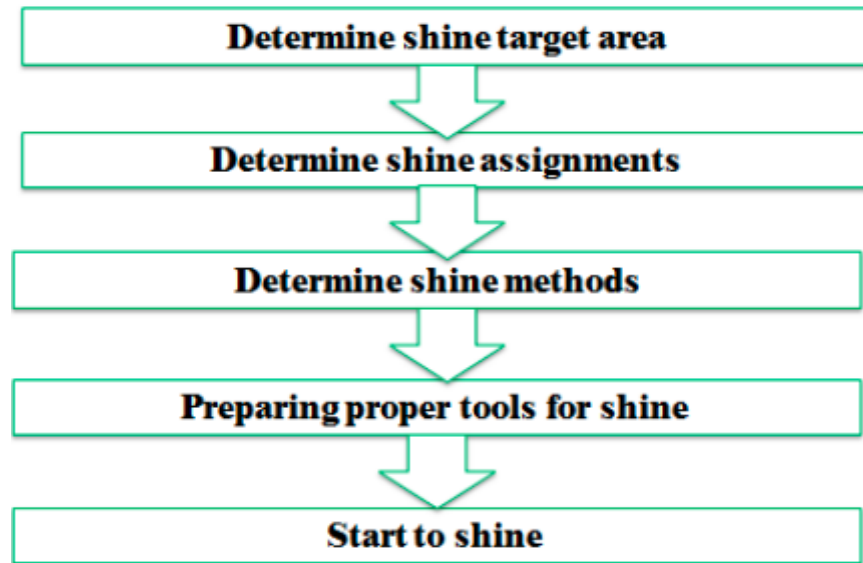 Determine shine target area
Determine shine assignments
Determine shine methods
Preparing proper tools for shine
Start to shine